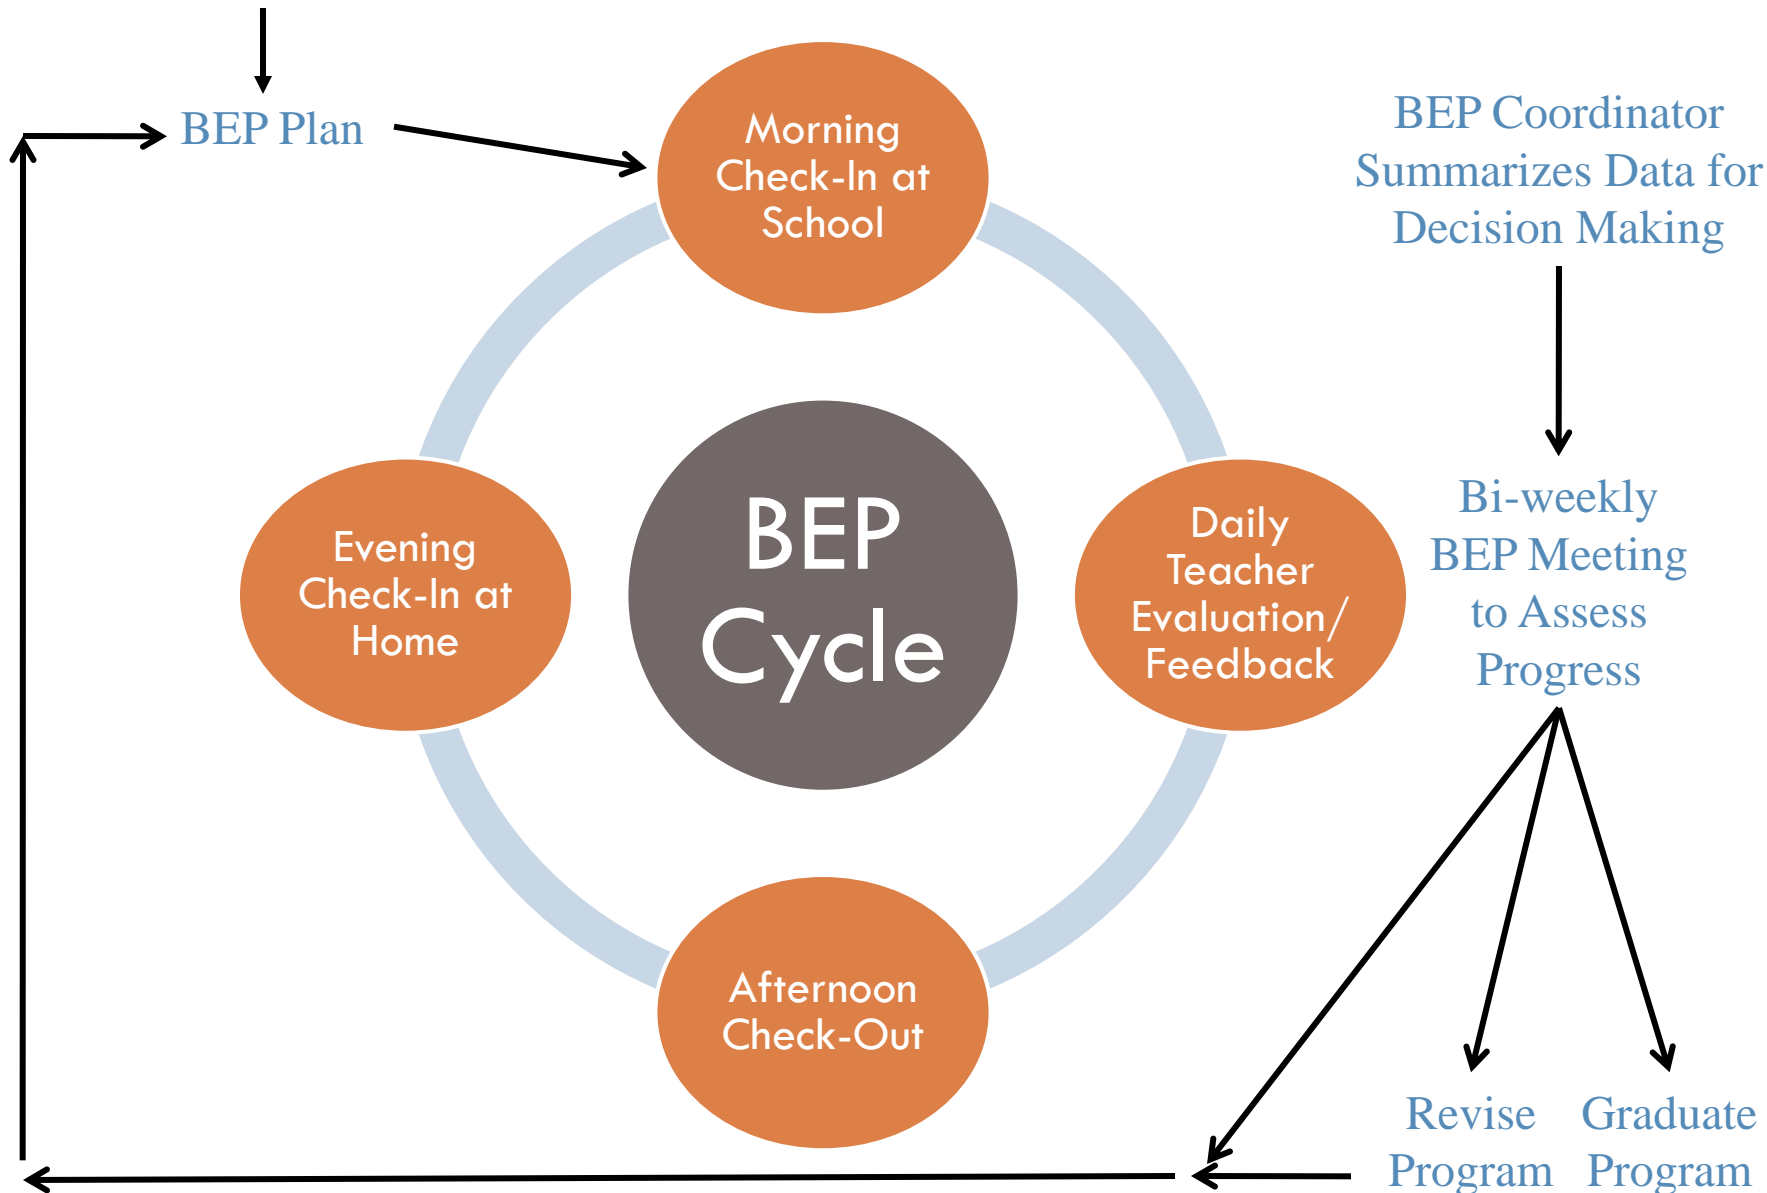 BEP Plan
Morning
Check-In at
School
BEP Coordinator
Summarizes Data for
Decision Making
Evening
Check-In at
Home
BEP
Cycle
Daily
Teacher
Evaluation/
Feedback
Bi-weekly
BEP Meeting
to Assess
Progress
Afternoon
Check-Out
Revise
Program
Graduate
Program